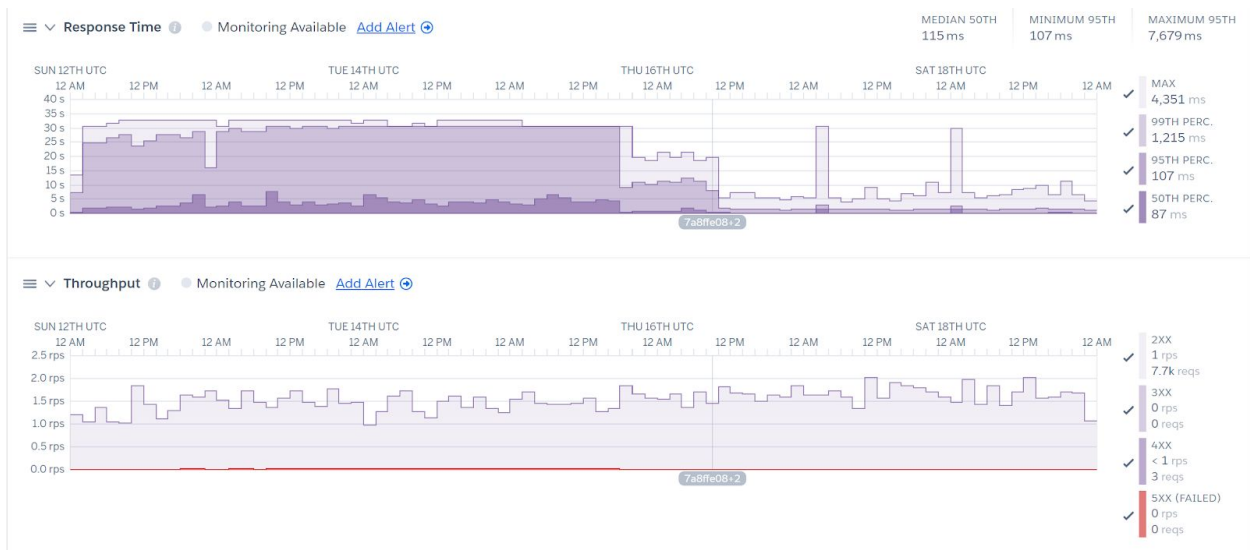 Response Time
Monitoring Available
Add Alert
MEDIAN 50TH
115 ms
MINIMUM 95TH
107 ms
MAXIMUM 95TH
7,679 ms
SUN 12TH UTC TUE 14TH UTC THU 16TH UTC SAT 18TH UTC
12 AM 12 PM 12 AM 12 PM 12 AM 12 PM 12 AM 12 PM 12 AM 12 PM 12 AM 12 PM 12 AM 12 PM 12 AM
40 s
35 s
30 s
25 s
20 s
15 s
10 s
5 s
0 s
7a8ffe08+2
MAX
4,351 ms
99TH PERC.
1,215 ms
95TH PERC.
107 ms
50TH PERC.
87 ms
Throughput
Monitoring Available
Add Alert
SUN 12TH UTC TUE 14TH UTC THU 16TH UTC SAT 18TH UTC
12 AM 12 PM 12 AM 12 PM 12 AM 12 PM 12 AM 12 PM 12 AM 12 PM 12 AM 12 PM 12 AM 12 PM 12 AM
2.5 rps
2.0 rps
1.5 rps
1.0 rps
0.5 rps
0.0 rps
7a8ffe08+2
2XX
1 rps
7.7k reqs
3XX
0 rps
0 reqs
4XX
< 1 rps
3 reqs
5XX (FAILED)
0 rps
0 reqs